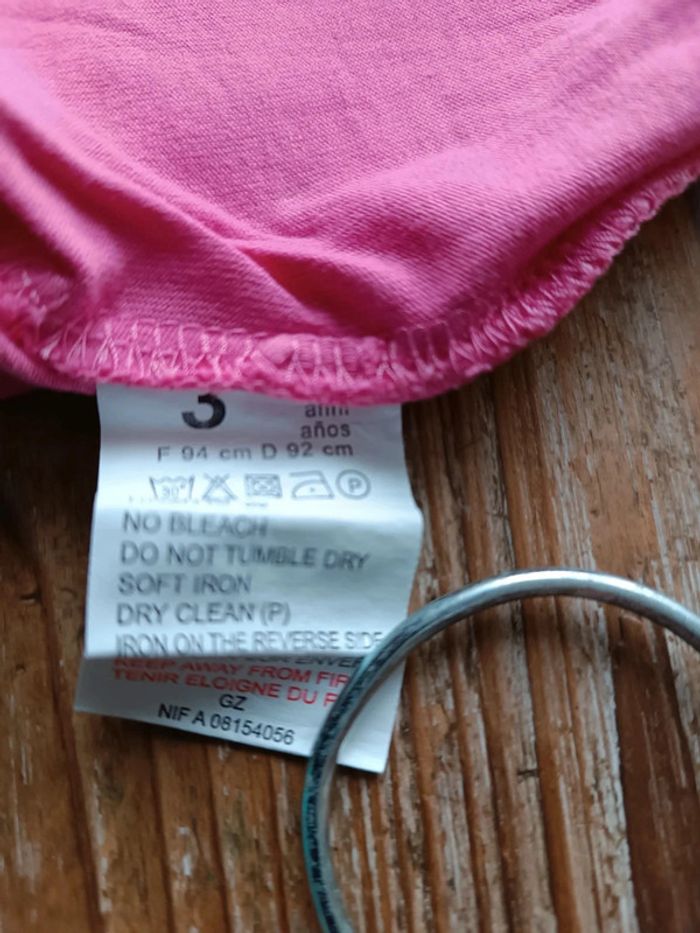 3 anni
años
F 94 cm D 92 cm
30° P
NO BLEACH
DO NOT TUMBLE DRY
SOFT IRON
DRY CLEAN (P)
IRON ON THE REVERSE SIDE
KEEP AWAY FROM
TENIR ELOIGNE DU
GZ
NIF A 08154056